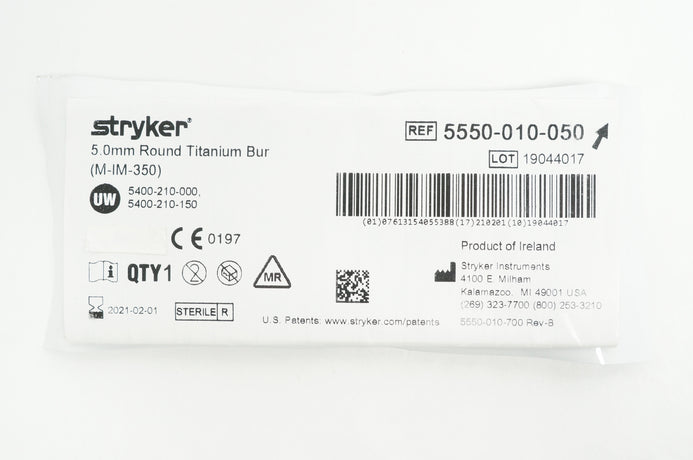 stryker®
5.0mm Round Titanium Bur
(M-IM-350)
UW 5400-210-000,
5400-210-150
REF 5550-010-050
LOT 19044017
(01)07613154055388(17)210201(10)19044017
CE 0197
Product of Ireland
i QTY 1 2 MR
Stryker Instruments
4100 E. Milham
Kalamazoo, MI 49001 USA
(269) 323-7700 (800) 253-3210
2021-02-01 STERILE R
U.S. Patents: www.stryker.com/patents
5550-010-700 Rev-B